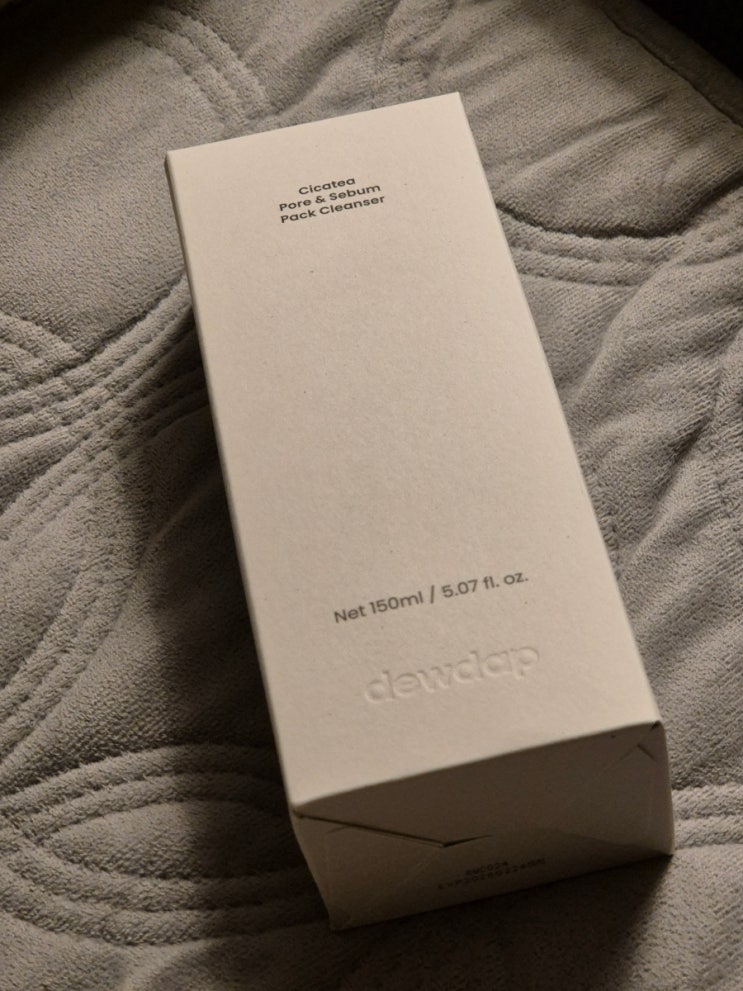 Cicatea
Pore & Sebum
Pack Cleanser
Net 150ml / 5.07 fl. oz.
dewdap